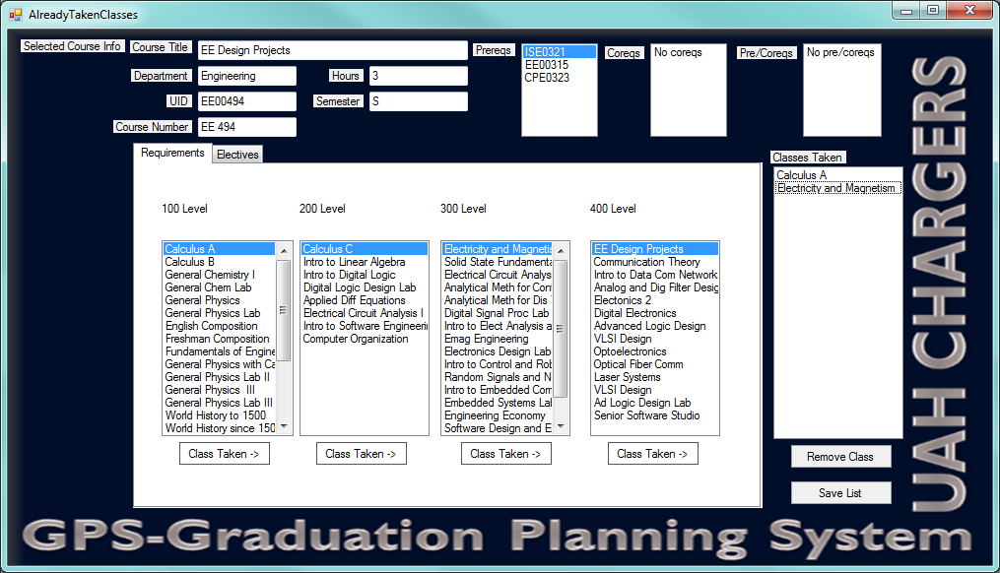 AlreadyTakenClasses
Selected Course Info
Course Title
EE Design Projects
Prereqs
ISE0321
EE00315
CPE0323
Coreqs
No coreqs
Pre/Coreqs
No pre/coreqs
Department
Engineering
Hours
3
UID
EE00494
Semester
S
Course Number
EE 494
Requirements
Electives
100 Level
Calculus A
Calculus B
General Chemistry I
General Chem Lab
General Physics
General Physics Lab
English Composition
Freshman Composition
Fundamentals of Engine
General Physics with Ca
General Physics Lab II
General Physics  III
General Physics Lab III
World History to 1500
World History since 150
Class Taken ->
200 Level
Calculus C
Intro to Linear Algebra
Intro to Digital Logic
Digital Logic Design Lab
Applied Diff Equations
Electrical Circuit Analysis I
Intro to Software Engineerin
Computer Organization
Class Taken ->
300 Level
Electricity and Magnetis
Solid State Fundamenta
Electrical Circuit Analys
Analytical Meth for Con
Analytical Meth for Dis
Digital Signal Proc Lab
Intro to Elect Analysis a
Emag Engineering
Electronics Design Lab
Intro to Control and Rob
Random Signals and N
Intro to Embedded Com
Embedded Systems Lab
Engineering Economy
Software Design and E
Class Taken ->
400 Level
EE Design Projects
Communication Theory
Intro to Data Com Network
Analog and Dig Filter Desig
Electonics 2
Digital Electronics
Advanced Logic Design
VLSI Design
Optoelectronics
Optical Fiber Comm
Laser Systems
VLSI Design
Ad Logic Design Lab
Senior Software Studio
Class Taken ->
Classes Taken
Calculus A
Electricity and Magnetism
Remove Class
Save List
UAH CHARGERS
GPS-Graduation Planning System